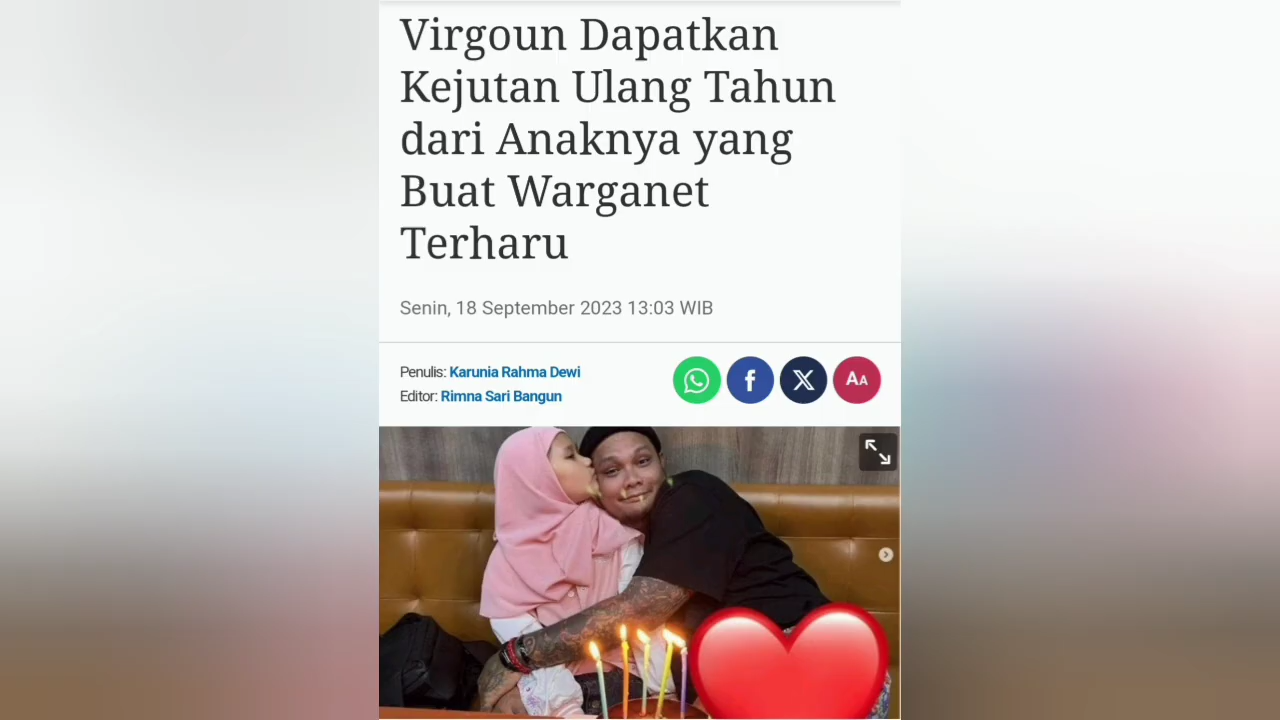 Virgoun Dapatkan
Kejutan Ulang Tahun
dari Anaknya yang
Buat Warganet
Terharu
Senin, 18 September 2023 13:03 WIB
Penulis: Karunia Rahma Dewi
Editor: Rimna Sari Bangun
AA